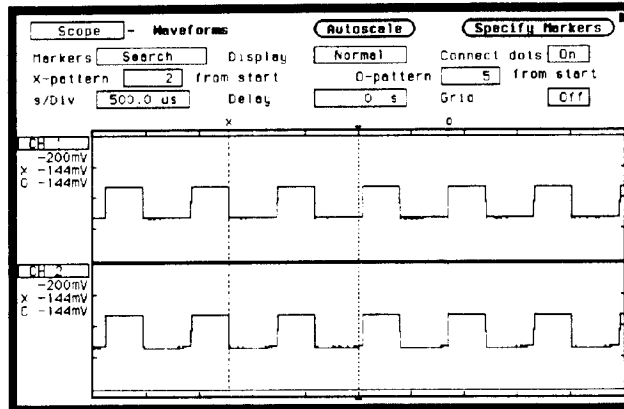 Scope - Waveforms Autoscale Specify Markers
Markers Search Display Normal Connect dots On
X-pattern 2 from start O-pattern 5 from start
s/Div 500.0 us Delay 0 s Grid Off
X O
CH 1
-200mV
X -144mV
O -144mV
CH 2
-200mV
X -144mV
O -144mV